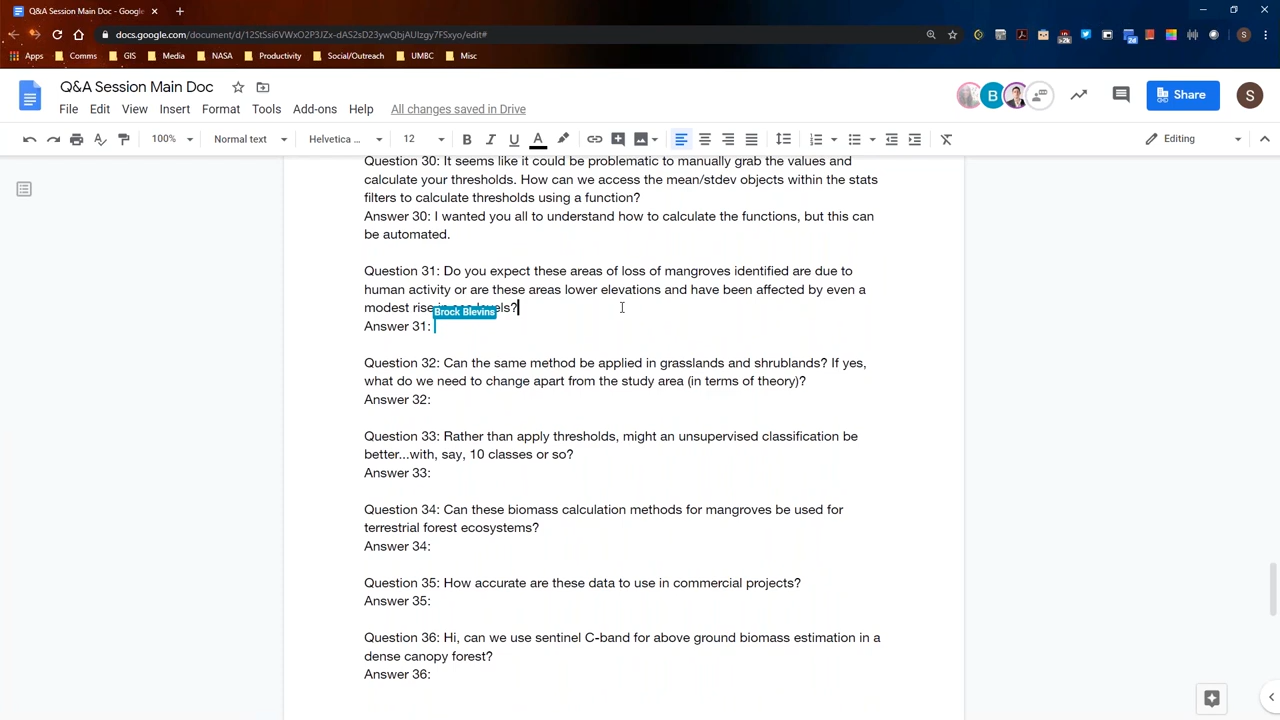 Q&A Session Main Doc - Google
docs.google.com/document/d/12StSsi6VWxO2P3JZx-dAS2sD23ywQbjAUIzgy7FSxyo/edit#
Apps Comms GIS Media NASA Productivity Social/Outreach UMBC Misc
Q&A Session Main Doc
File Edit View Insert Format Tools Add-ons Help All changes saved in Drive
B
Share
S
100% Normal text Helvetica ... 12 B I U A Editing
Question 30: It seems like it could be problematic to manually grab the values and
calculate your thresholds. How can we access the mean/stdev objects within the stats
filters to calculate thresholds using a function?
Answer 30: I wanted you all to understand how to calculate the functions, but this can
be automated.
Question 31: Do you expect these areas of loss of mangroves identified are due to
human activity or are these areas lower elevations and have been affected by even a
modest rise in sea levels?
Brock Blevins
Answer 31:
Question 32: Can the same method be applied in grasslands and shrublands? If yes,
what do we need to change apart from the study area (in terms of theory)?
Answer 32:
Question 33: Rather than apply thresholds, might an unsupervised classification be
better...with, say, 10 classes or so?
Answer 33:
Question 34: Can these biomass calculation methods for mangroves be used for
terrestrial forest ecosystems?
Answer 34:
Question 35: How accurate are these data to use in commercial projects?
Answer 35:
Question 36: Hi, can we use sentinel C-band for above ground biomass estimation in a
dense canopy forest?
Answer 36: